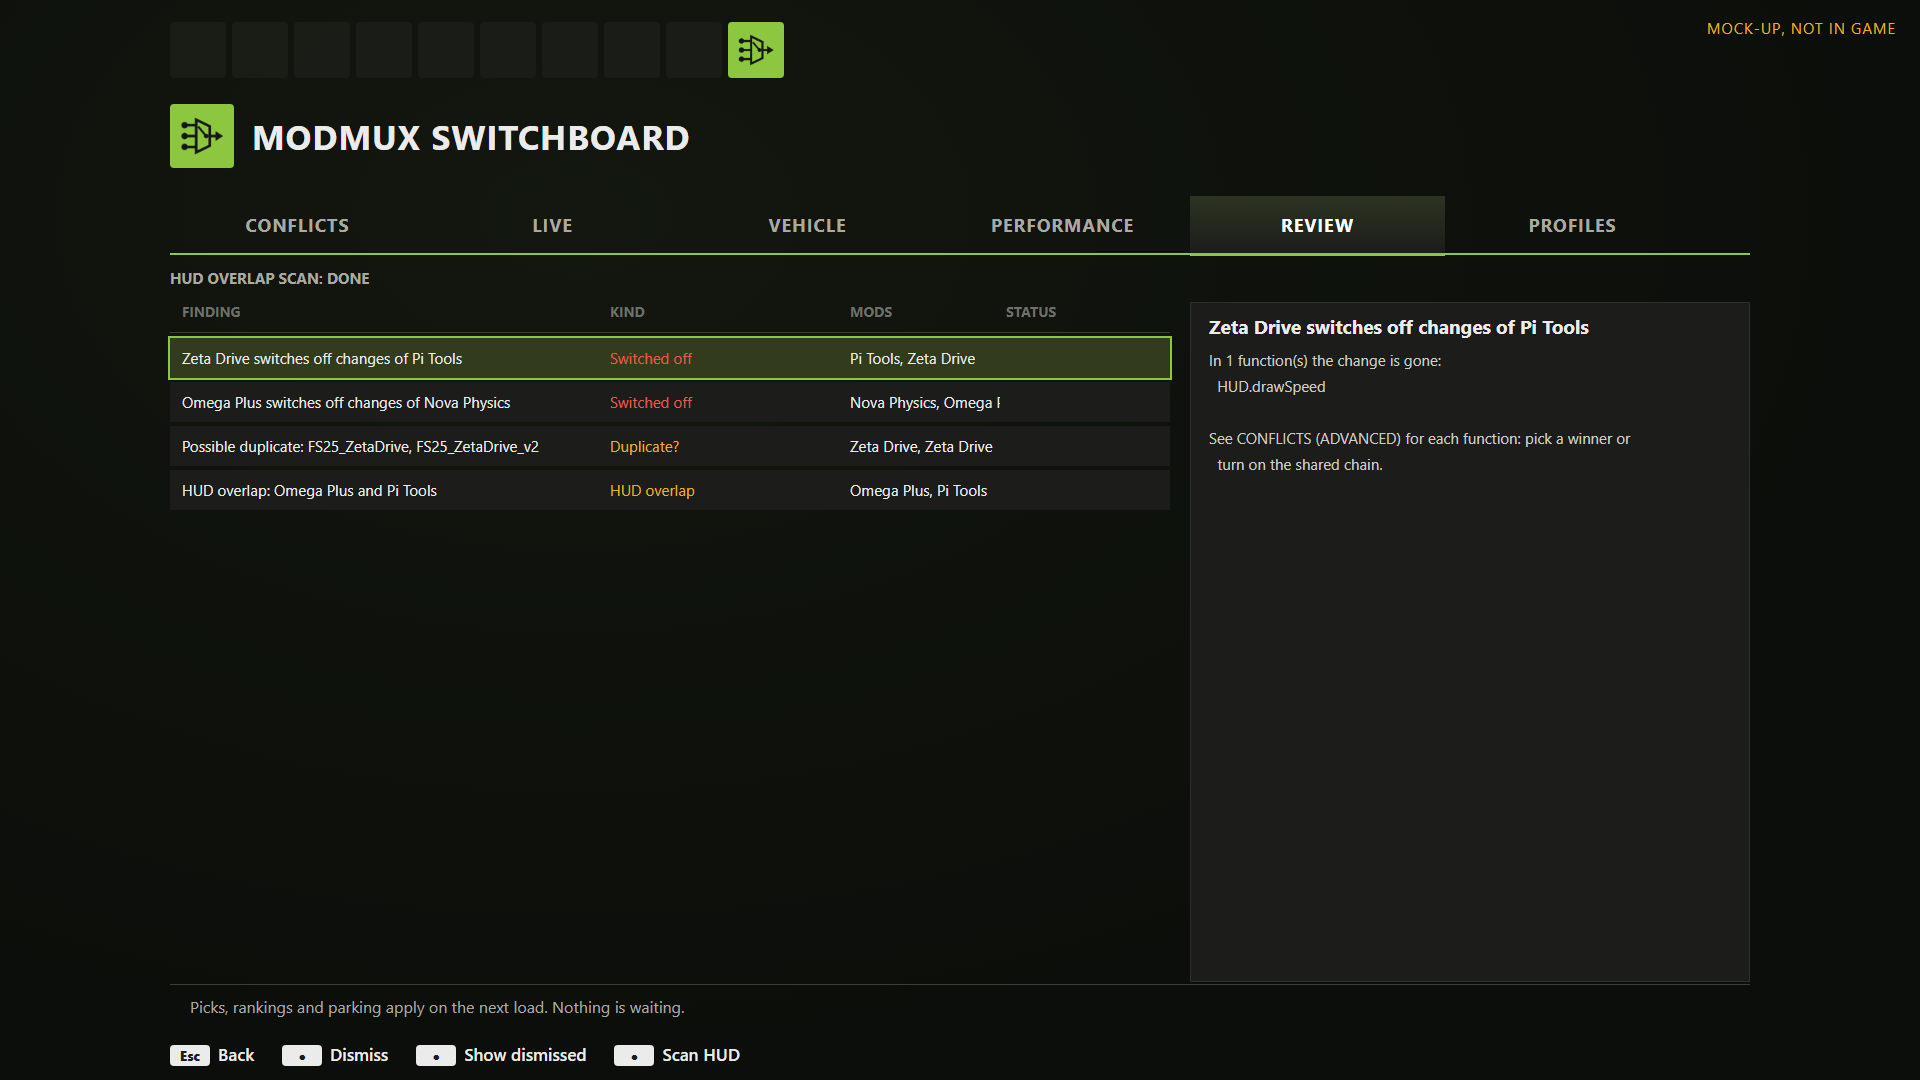 MOCK-UP, NOT IN GAME
MODMUX SWITCHBOARD
CONFLICTS LIVE VEHICLE PERFORMANCE REVIEW PROFILES
HUD OVERLAP SCAN: DONE
FINDING KIND MODS STATUS
Zeta Drive switches off changes of Pi Tools Switched off Pi Tools, Zeta Drive
Omega Plus switches off changes of Nova Physics Switched off Nova Physics, Omega
Possible duplicate: FS25_ZetaDrive, FS25_ZetaDrive_v2 Duplicate? Zeta Drive, Zeta Drive
HUD overlap: Omega Plus and Pi Tools HUD overlap Omega Plus, Pi Tools
Zeta Drive switches off changes of Pi Tools
In 1 function(s) the change is gone:
HUD.drawSpeed
See CONFLICTS (ADVANCED) for each function: pick a winner or
turn on the shared chain.
Picks, rankings and parking apply on the next load. Nothing is waiting.
Esc Back Dismiss Show dismissed Scan HUD